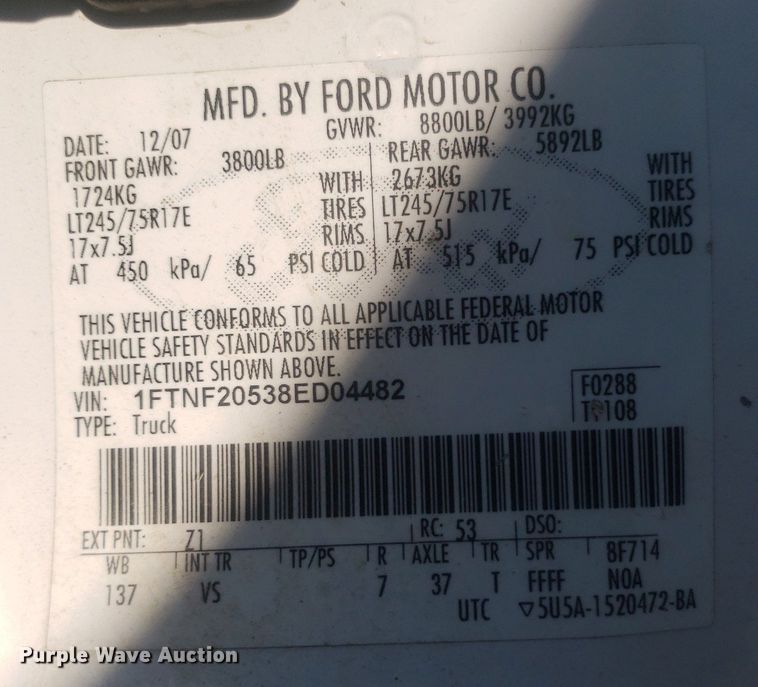 MFD. BY FORD MOTOR CO.
DATE: 12/07 GVWR: 8800LB/ 3992KG
FRONT GAWR: 3800LB REAR GAWR: 5892LB
1724KG WITH 2673KG WITH
LT245/75R17E TIRES LT245/75R17E TIRES
17x7.5J RIMS 17x7.5J RIMS
AT 450 kPa/ 65 PSI COLD AT 515 kPa/ 75 PSI COLD
THIS VEHICLE CONFORMS TO ALL APPLICABLE FEDERAL MOTOR
VEHICLE SAFETY STANDARDS IN EFFECT ON THE DATE OF
MANUFACTURE SHOWN ABOVE.
VIN: 1FTNF20538ED04482 F0288
TYPE: Truck T0108
EXT PNT: Z1 RC: 53 DSO:
WB INT TR TP/PS R AXLE TR SPR 8F714
137 VS 7 37 T FFFF N0A
UTC ▽5U5A-1520472-BA
Purple Wave Auction